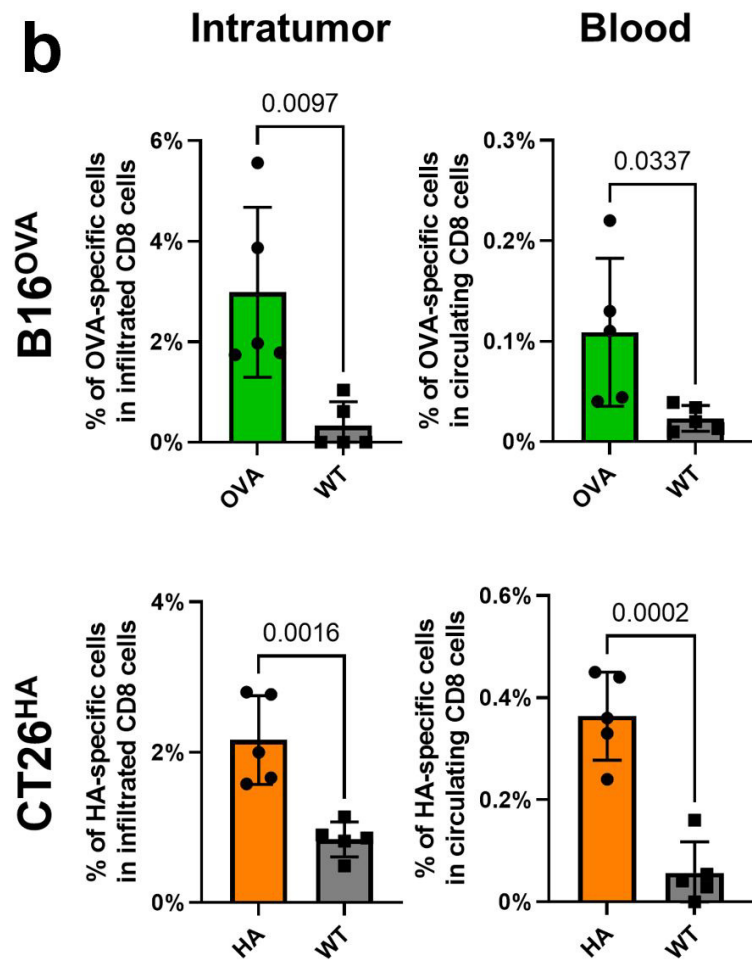 b
Intratumor
Blood
B16OVA
% of OVA-specific cells
in infiltrated CD8 cells
6%
4%
2%
0%
0.0097
OVA
WT
% of OVA-specific cells
in circulating CD8 cells
0.3%
0.2%
0.1%
0%
0.0337
OVA
WT
CT26HA
% of HA-specific cells
in infiltrated CD8 cells
4%
2%
0%
0.0016
HA
WT
% of HA-specific cells
in circulating CD8 cells
0.6%
0.4%
0.2%
0%
0.0002
HA
WT